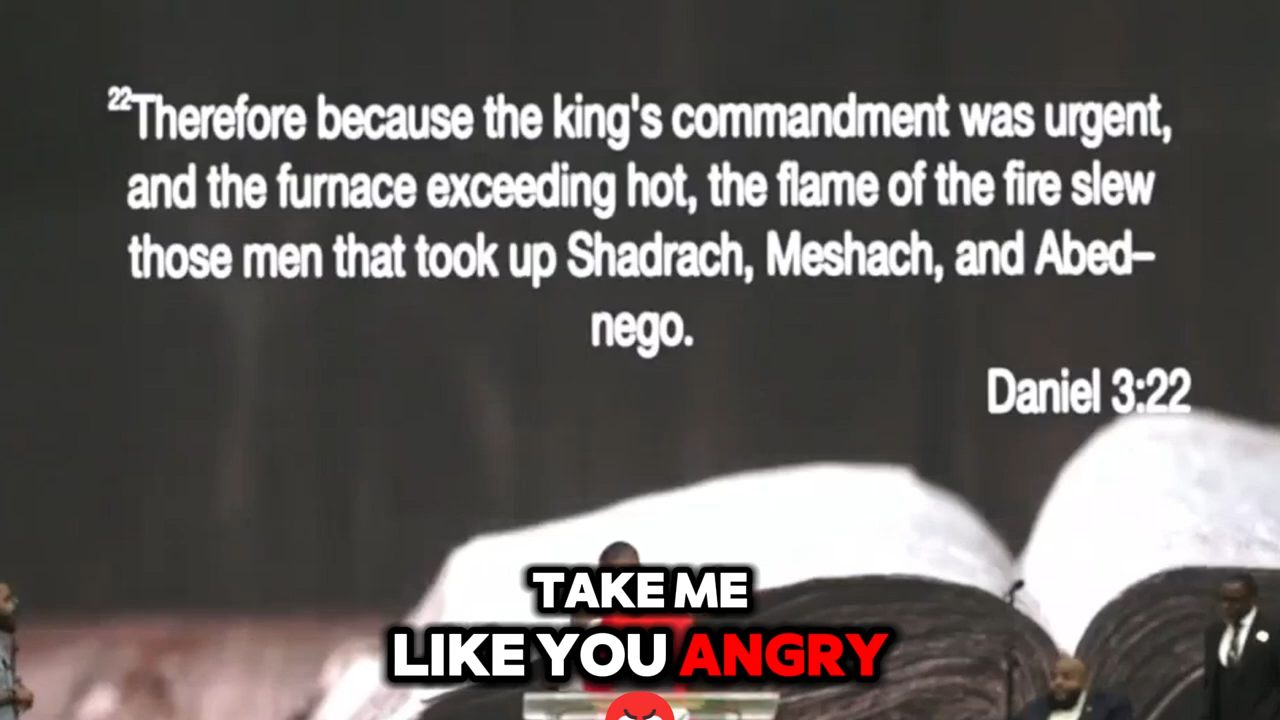 22Therefore because the king's commandment was urgent,
and the furnace exceeding hot, the flame of the fire slew
those men that took up Shadrach, Meshach, and Abed–
nego.
Daniel 3:22
TAKE ME
LIKE YOU ANGRY